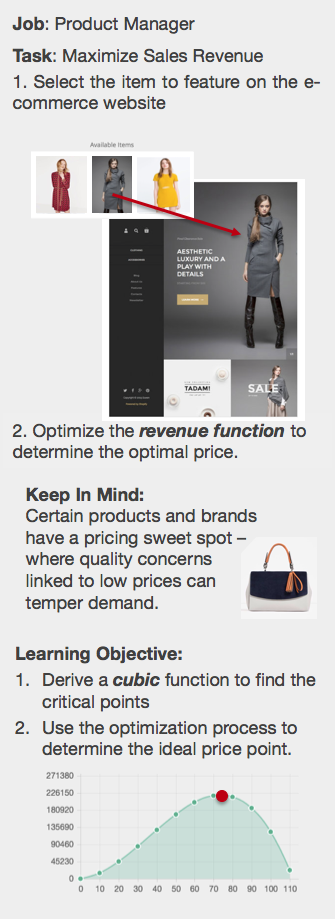 Job: Product Manager
Task: Maximize Sales Revenue
1. Select the item to feature on the e-
commerce website
Available Items
AESTHETIC
LUXURY AND A
PLAY WITH
DETAILS
TADAM!
SALE
2. Optimize the revenue function to
determine the optimal price.
Keep In Mind:
Certain products and brands
have a pricing sweet spot –
where quality concerns
linked to low prices can
temper demand.
Learning Objective:
1. Derive a cubic function to find the
critical points
2. Use the optimization process to
determine the ideal price point.
271380
226150
180920
135690
90460
45230
0
0 10 20 30 40 50 60 70 80 90 100 110